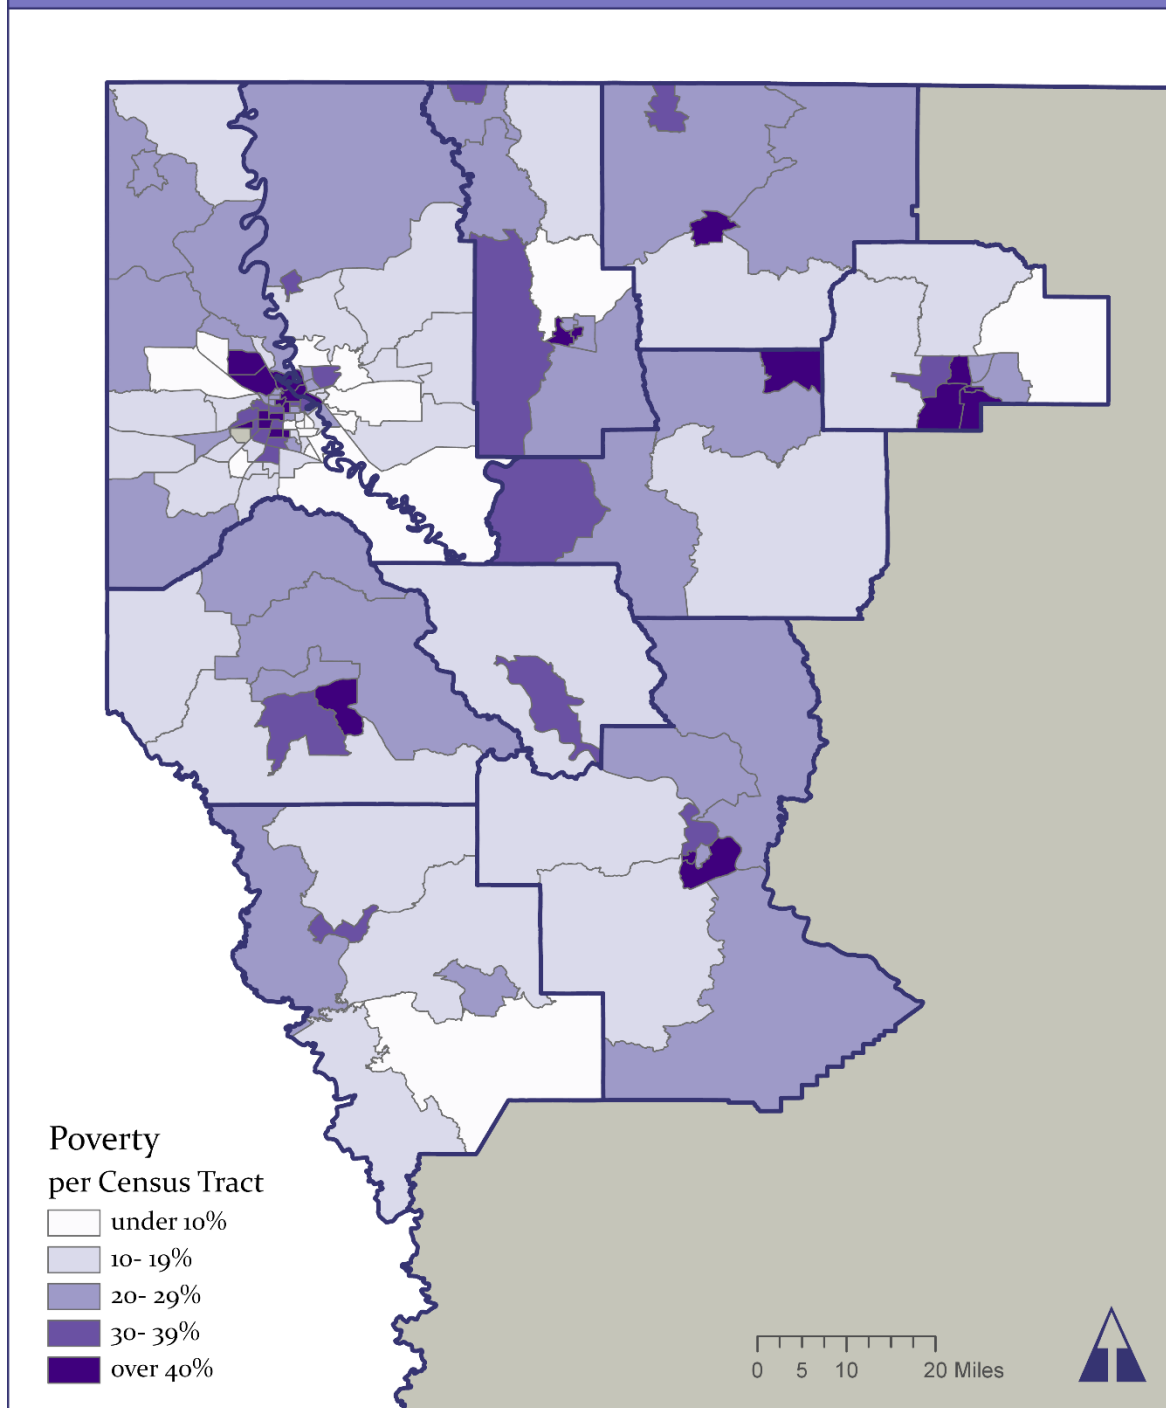 Poverty
per Census Tract
under 10%
10- 19%
20- 29%
30- 39%
over 40%
0 5 10 20 Miles